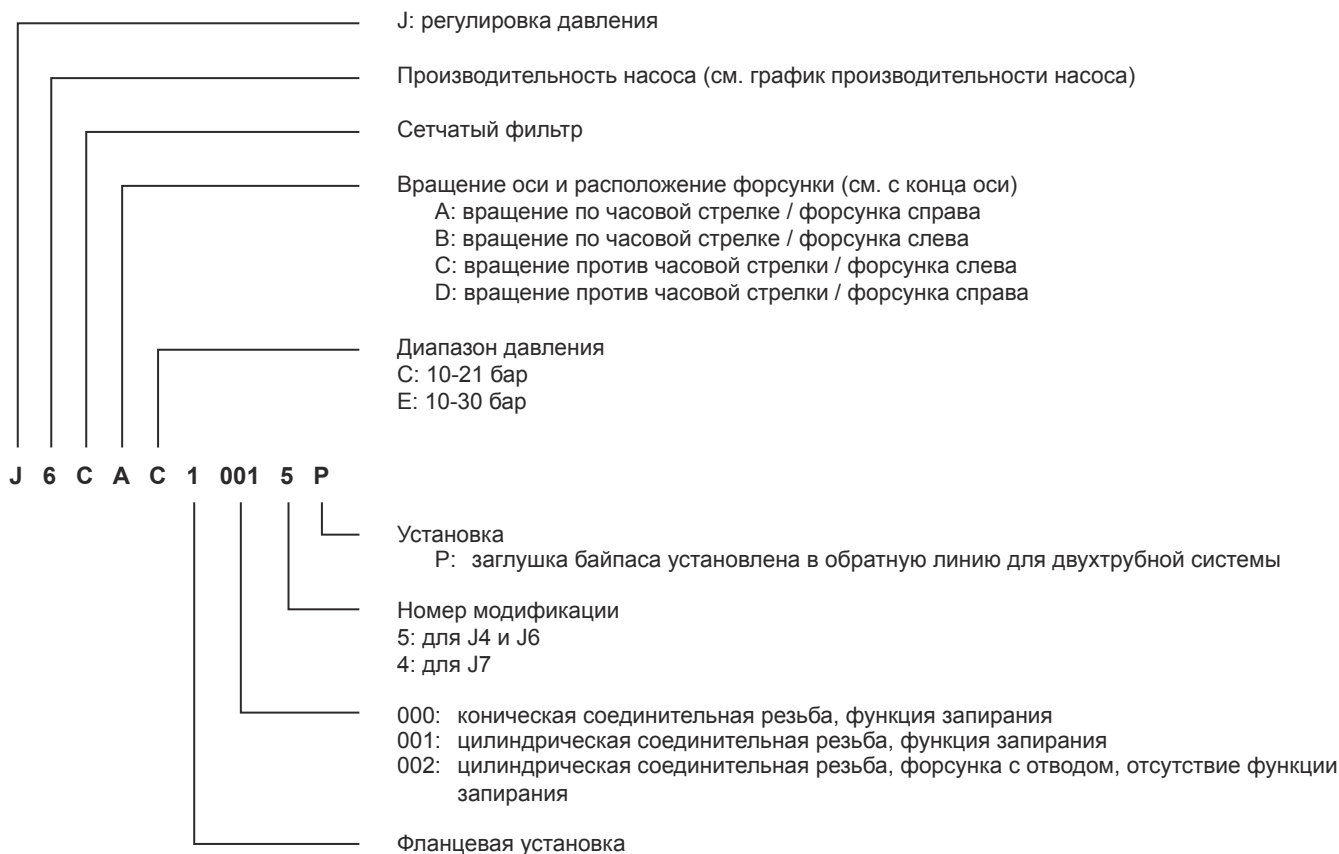 J: регулировка давления
Производительность насоса (см. график производительности насоса)
Сетчатый фильтр
Вращение оси и расположение форсунки (см. с конца оси)
A: вращение по часовой стрелке / форсунка справа
B: вращение по часовой стрелке / форсунка слева
C: вращение против часовой стрелки / форсунка слева
D: вращение против часовой стрелки / форсунка справа
Диапазон давления
C: 10-21 бар
E: 10-30 бар
J 6 C A C 1 001 5 P
Установка
P: заглушка байпаса установлена в обратную линию для двухтрубной системы
Номер модификации
5: для J4 и J6
4: для J7
000: коническая соединительная резьба, функция запирания
001: цилиндрическая соединительная резьба, функция запирания
002: цилиндрическая соединительная резьба, форсунка с отводом, отсутствие функции
запирания
Фланцевая установка